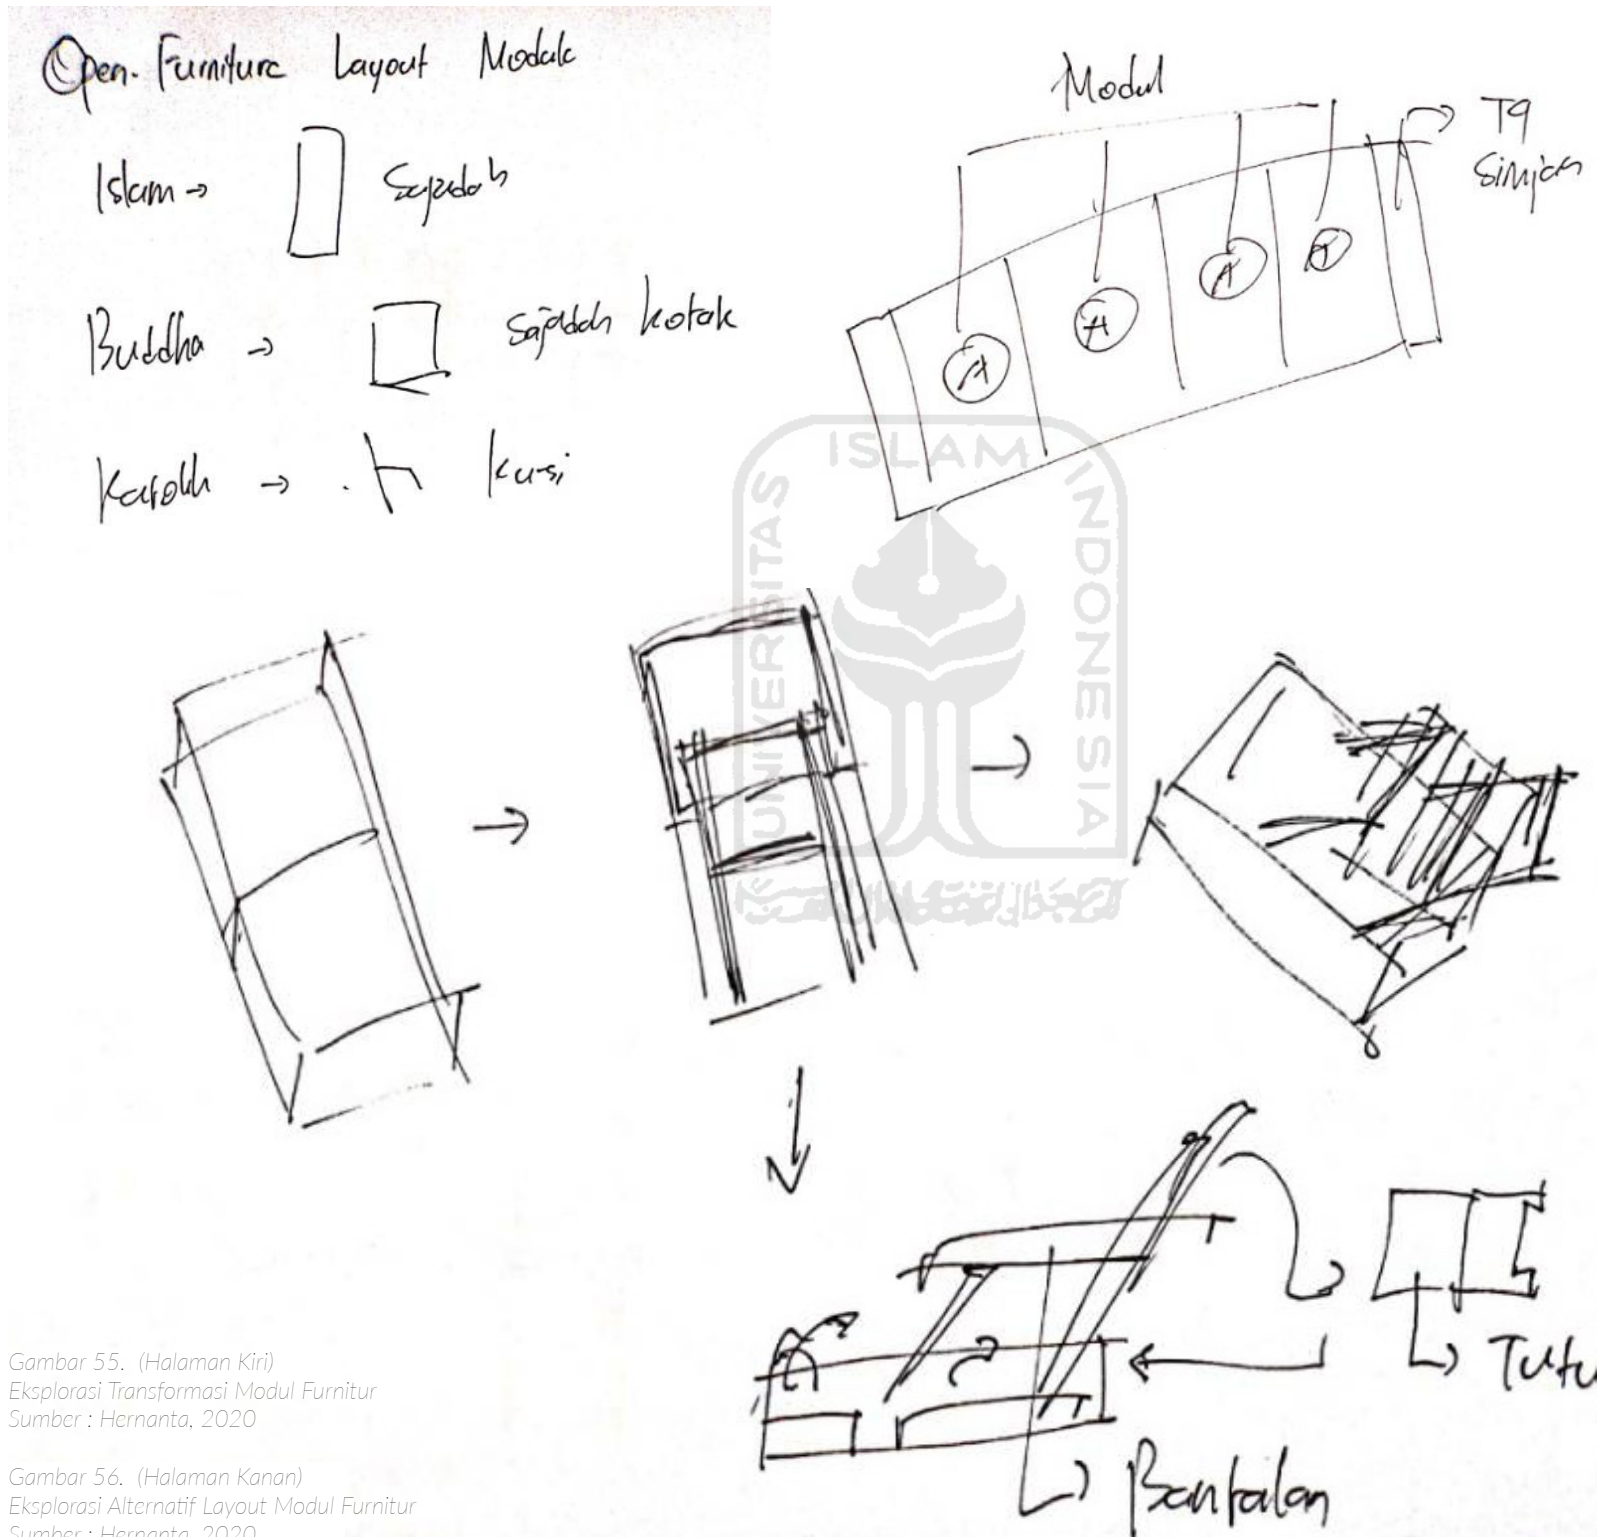 Open. Furniture Layout Module
Islam → Sajadah
Buddha → Sajadah kotak
Katolik → kursi
Modul
Simpan
A
A
A
A
UNIVERSITAS ISLAM INDONESIA
Tutu
Bantalan
Gambar 55. (Halaman Kiri)
Eksplorasi Transformasi Modul Furnitur
Sumber : Hernanta, 2020
Gambar 56. (Halaman Kanan)
Eksplorasi Alternatif Layout Modul Furnitur
Sumber : Hernanta, 2020